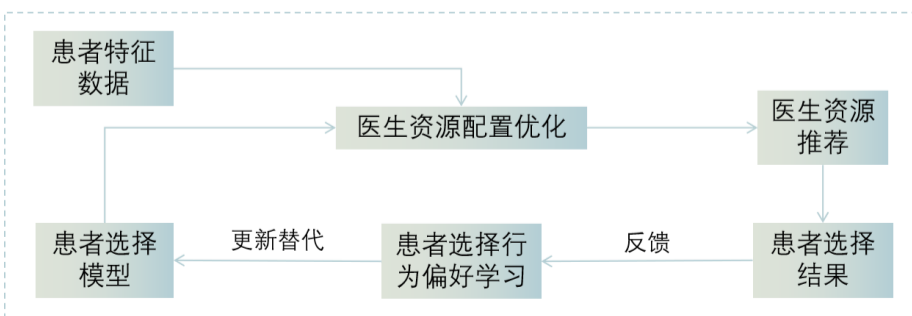 患者特征
数据
医生资源配置优化
医生资源
推荐
患者选择
模型
更新替代
患者选择行
为偏好学习
反馈
患者选择
结果